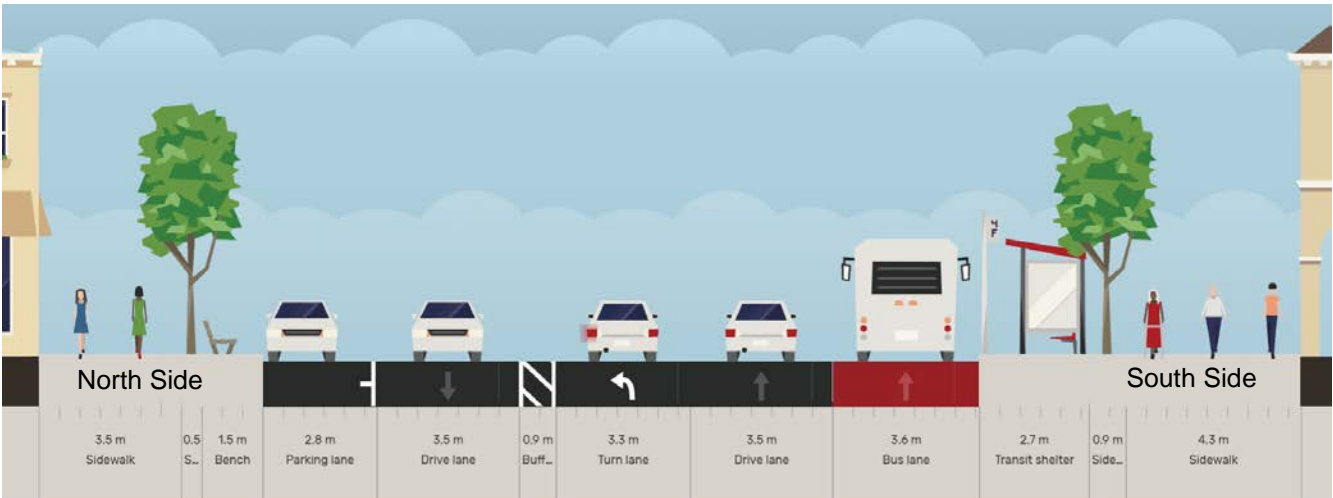 North Side
South Side
3.5 m
Sidewalk
0.5
S...
1.5 m
Bench
2.8 m
Parking lane
3.5 m
Drive lane
0.9 m
Buff...
3.3 m
Turn lane
3.5 m
Drive lane
3.6 m
Bus lane
2.7 m
Transit shelter
0.9 m
Side...
4.3 m
Sidewalk